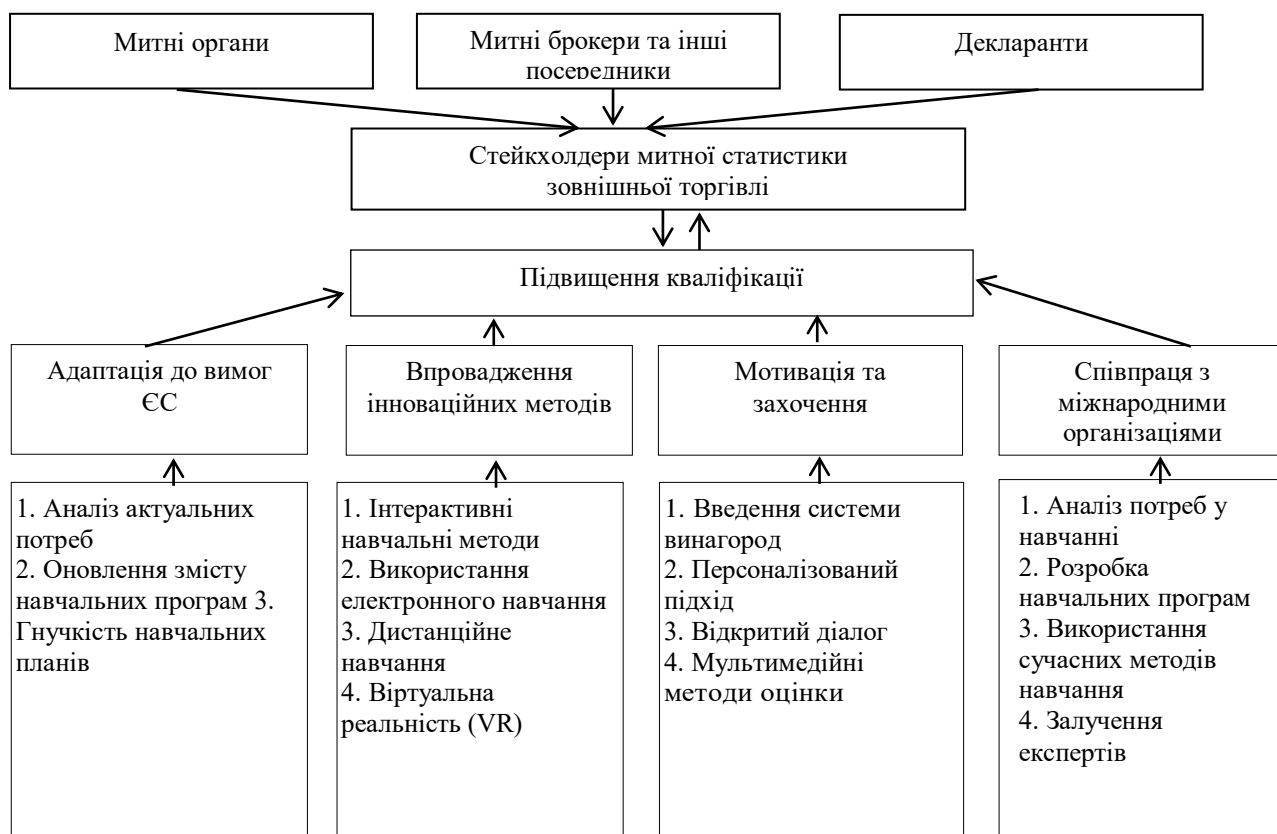 Митні органи
Митні брокери та інші
посередники
Декларанти
Стейкхолдери митної статистики
зовнішньої торгівлі
Підвищення кваліфікації
Адаптація до вимог
ЄС
Впровадження
інноваційних методів
Мотивація та
захочення
Співпраця з
міжнародними
організаціями
1. Аналіз актуальних
потреб
2. Оновлення змісту
навчальних програм 3.
Гнучкість навчальних
планів
1. Інтерактивні
навчальні методи
2. Використання
електронного навчання
3. Дистанційне
навчання
4. Віртуальна
реальність (VR)
1. Введення системи
винагород
2. Персоналізований
підхід
3. Відкритий діалог
4. Мультимедійні
методи оцінки
1. Аналіз потреб у
навчанні
2. Розробка
навчальних програм
3. Використання
сучасних методів
навчання
4. Залучення
експертів